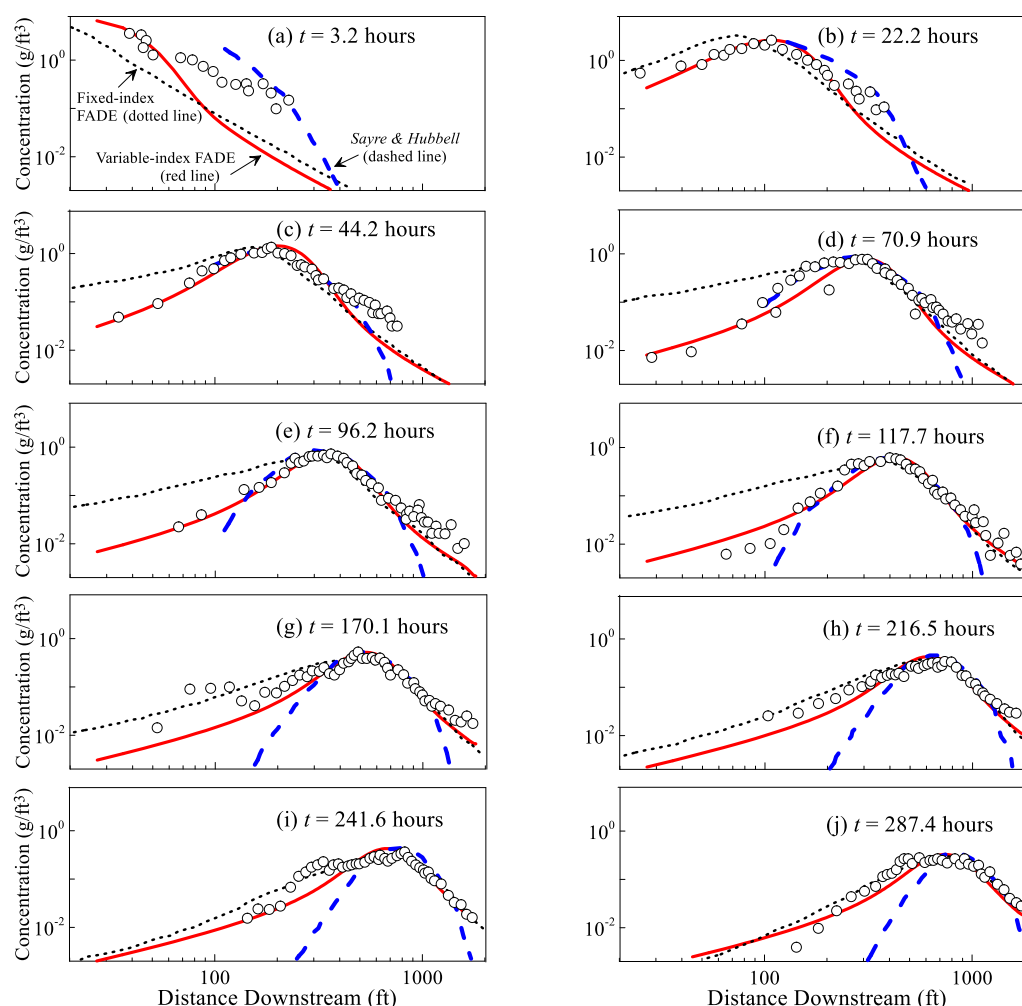 Concentration (g/ft³)
10⁰
10⁻²
(a) t = 3.2 hours
Fixed-index
FADE (dotted line)
Variable-index FADE
(red line)
Sayre & Hubbell
(dashed line)
10⁰
10⁻²
(b) t = 22.2 hours
Concentration (g/ft³)
10⁰
10⁻²
(c) t = 44.2 hours
10⁰
10⁻²
(d) t = 70.9 hours
Concentration (g/ft³)
10⁰
10⁻²
(e) t = 96.2 hours
10⁰
10⁻²
(f) t = 117.7 hours
Concentration (g/ft³)
10⁰
10⁻²
(g) t = 170.1 hours
10⁰
10⁻²
(h) t = 216.5 hours
Concentration (g/ft³)
10⁰
10⁻²
(i) t = 241.6 hours
100
1000
Distance Downstream (ft)
10⁰
10⁻²
(j) t = 287.4 hours
100
1000
Distance Downstream (ft)